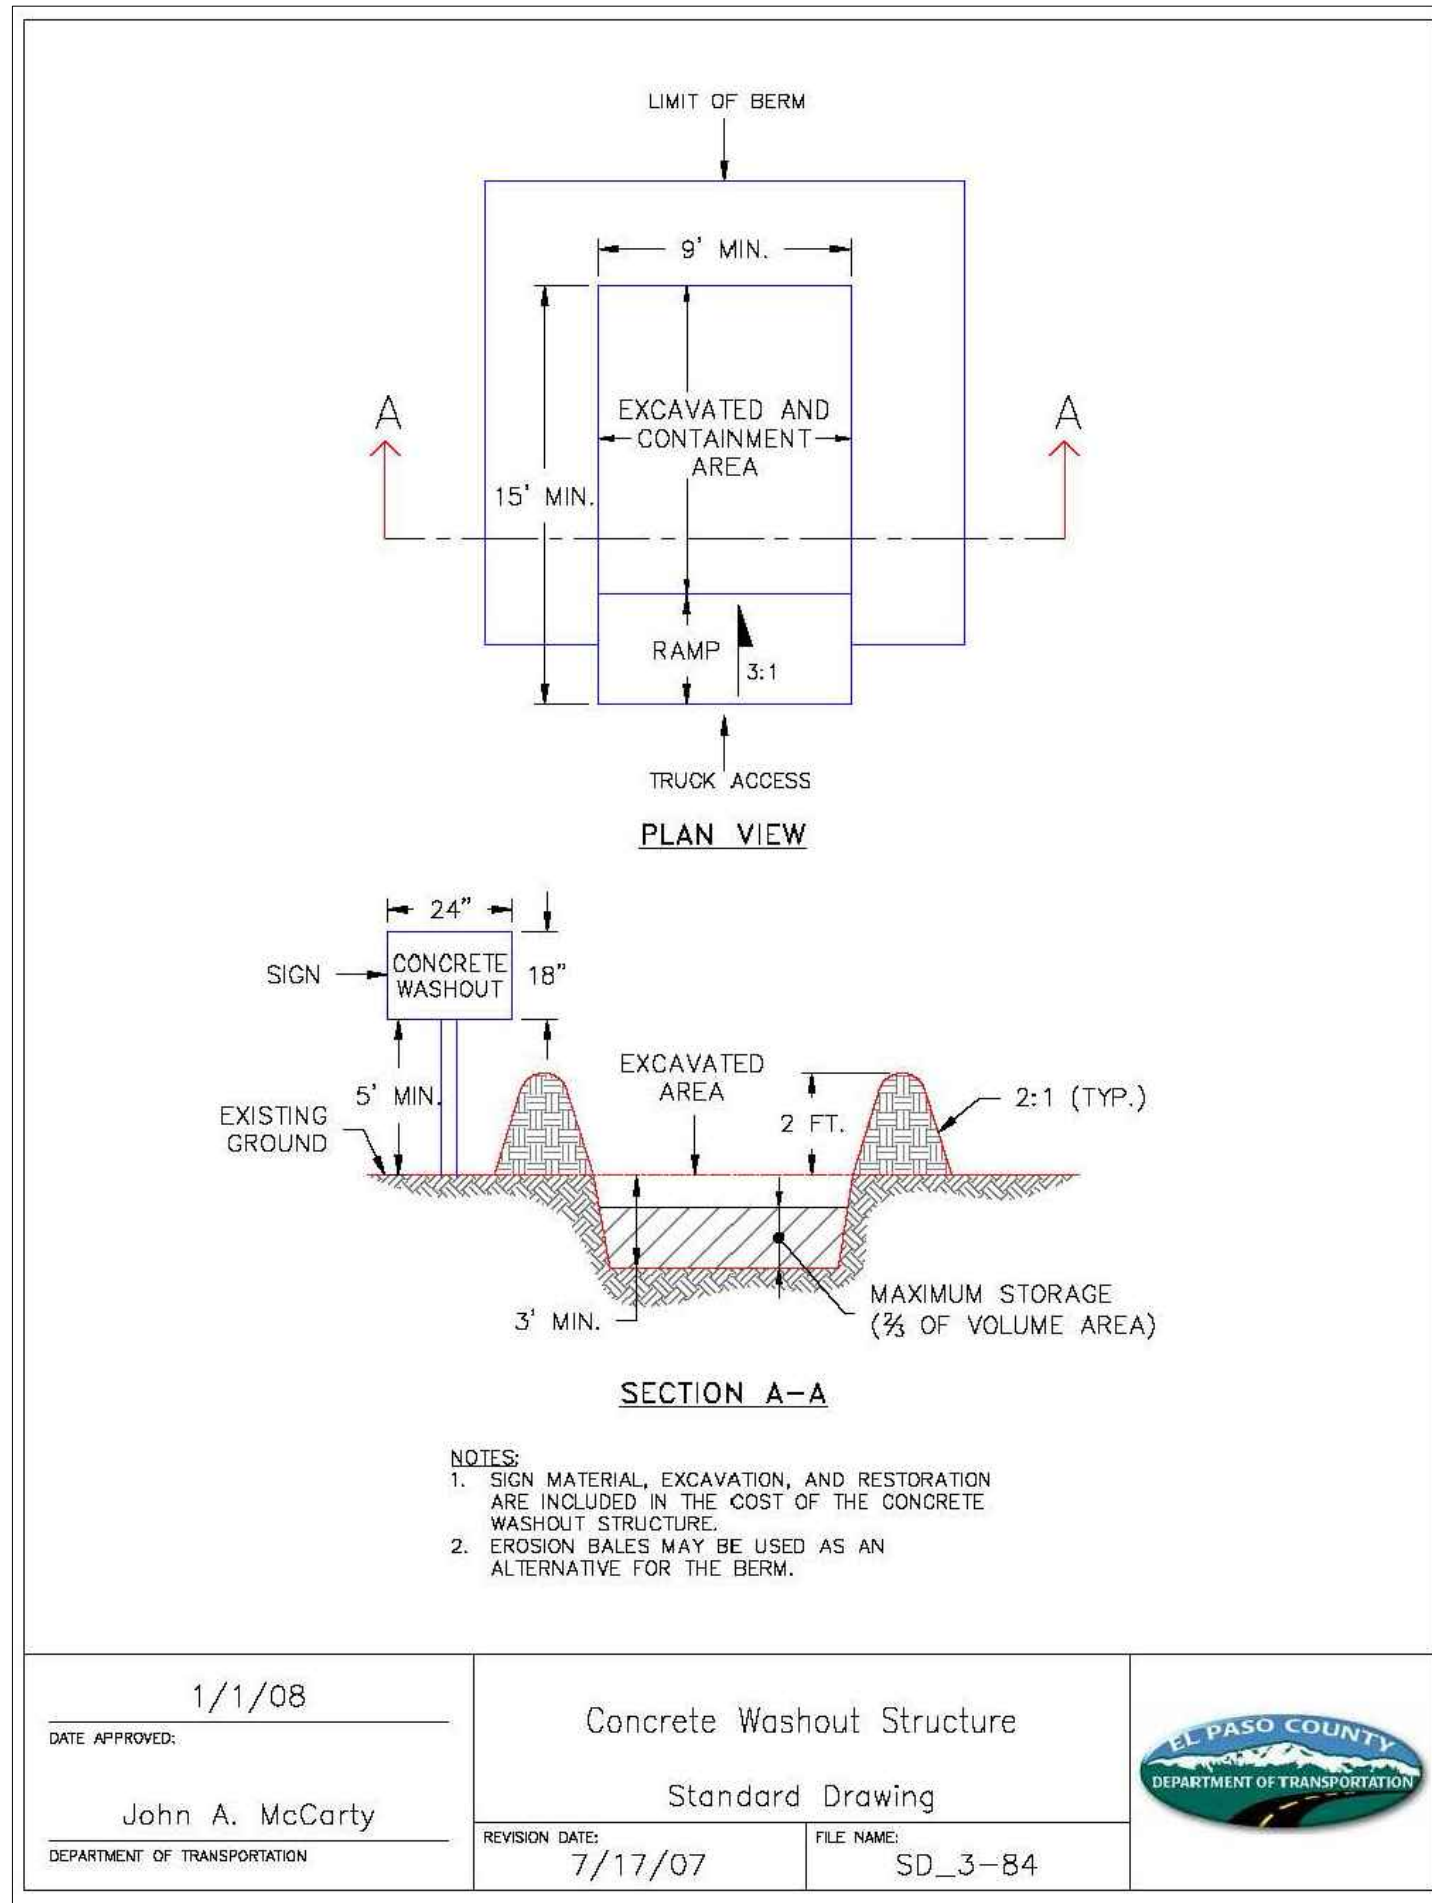 LIMIT OF BERM
9' MIN.
A
A
EXCAVATED AND
CONTAINMENT
AREA
15' MIN.
RAMP
3:1
TRUCK ACCESS
PLAN VIEW
24"
SIGN
CONCRETE
WASHOUT
18"
EXCAVATED
AREA
5' MIN.
2:1 (TYP.)
2 FT.
EXISTING
GROUND
MAXIMUM STORAGE
(⅔ OF VOLUME AREA)
3' MIN.
SECTION A-A
NOTES:
1. SIGN MATERIAL, EXCAVATION, AND RESTORATION
ARE INCLUDED IN THE COST OF THE CONCRETE
WASHOUT STRUCTURE.
2. EROSION BALES MAY BE USED AS AN
ALTERNATIVE FOR THE BERM.
1/1/08
DATE APPROVED:
John A. McCarty
DEPARTMENT OF TRANSPORTATION
Concrete Washout Structure
Standard Drawing
REVISION DATE:
7/17/07
FILE NAME:
SD_3-84
EL PASO COUNTY
DEPARTMENT OF TRANSPORTATION